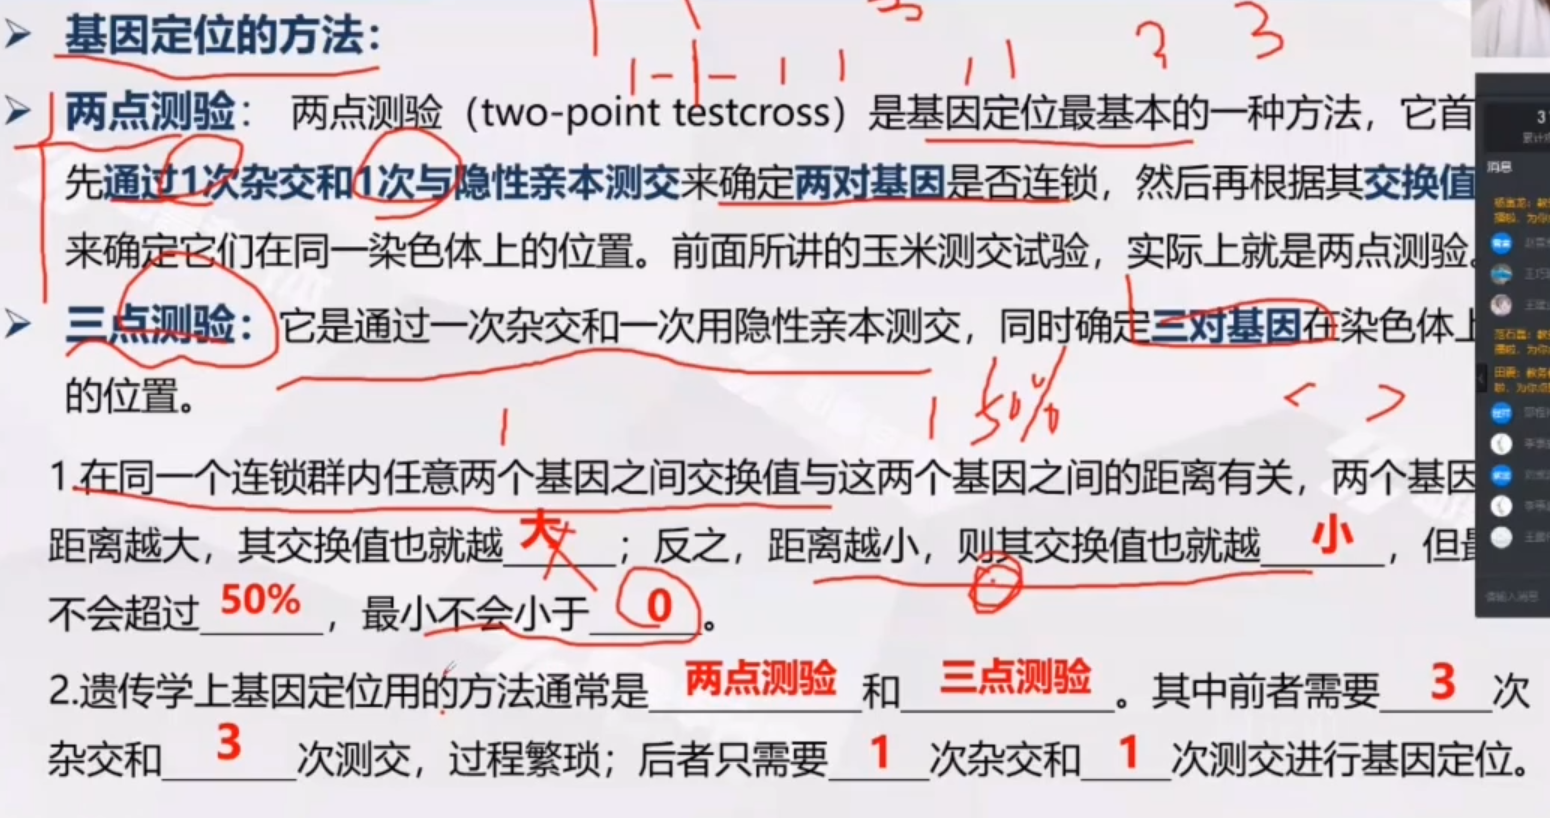 ➤ 基因定位的方法：
3 3
➤ 两点测验： 两点测验（two-point testcross）是基因定位最基本的一种方法，它首
先通过1次杂交和1次与隐性亲本测交来确定两对基因是否连锁，然后再根据其交换值
来确定它们在同一染色体上的位置。前面所讲的玉米测交试验，实际上就是两点测验。
➤ 三点测验：它是通过一次杂交和一次用隐性亲本测交，同时确定三对基因在染色体上
的位置。
50%
1.在同一个连锁群内任意两个基因之间交换值与这两个基因之间的距离有关，两个基因
距离越大，其交换值也就越 大 ；反之，距离越小，则其交换值也就越 小 ，但最
不会超过 50% ，最小不会小于 0 。
2.遗传学上基因定位用的方法通常是 两点测验 和 三点测验 。其中前者需要 3 次
杂交和 3 次测交，过程繁琐；后者只需要 1 次杂交和 1 次测交进行基因定位。
消息
请输入消息